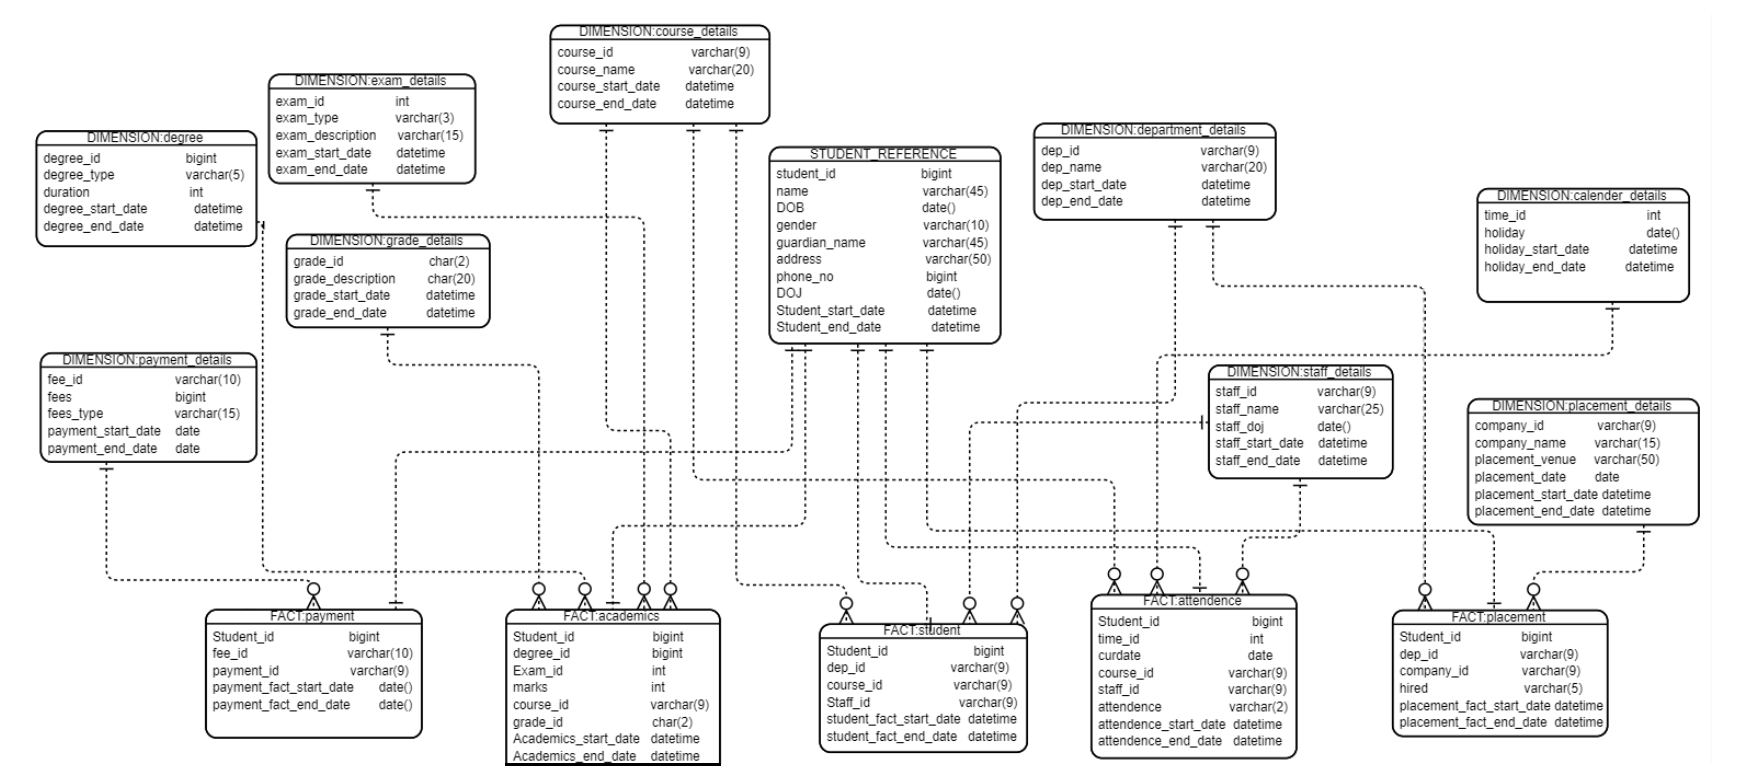 DIMENSION:course_details
course_id varchar(9)
course_name varchar(20)
course_start_date datetime
course_end_date datetime
DIMENSION:exam_details
exam_id int
exam_type varchar(3)
exam_description varchar(15)
exam_start_date datetime
exam_end_date datetime
DIMENSION:degree
degree_id bigint
degree_type varchar(5)
duration int
degree_start_date datetime
degree_end_date datetime
STUDENT_REFERENCE
student_id bigint
name varchar(45)
DOB date()
gender varchar(10)
guardian_name varchar(45)
address varchar(50)
phone_no bigint
DOJ date()
Student_start_date datetime
Student_end_date datetime
DIMENSION:department_details
dep_id varchar(9)
dep_name varchar(20)
dep_start_date datetime
dep_end_date datetime
DIMENSION:calender_details
time_id int
holiday date()
holiday_start_date datetime
holiday_end_date datetime
DIMENSION:grade_details
grade_id char(2)
grade_description char(20)
grade_start_date datetime
grade_end_date datetime
DIMENSION:payment_details
fee_id varchar(10)
fees bigint
fees_type varchar(15)
payment_start_date date
payment_end_date date
DIMENSION:staff_details
staff_id varchar(9)
staff_name varchar(25)
staff_doj date()
staff_start_date datetime
staff_end_date datetime
DIMENSION:placement_details
company_id varchar(9)
company_name varchar(15)
placement_venue varchar(50)
placement_date date
placement_start_date datetime
placement_end_date datetime
FACT:payment
Student_id bigint
fee_id varchar(10)
payment_id varchar(9)
payment_fact_start_date date()
payment_fact_end_date date()
FACT:academics
Student_id bigint
degree_id bigint
Exam_id int
marks int
course_id varchar(9)
grade_id char(2)
Academics_start_date datetime
Academics_end_date datetime
FACT:student
Student_id bigint
dep_id varchar(9)
course_id varchar(9)
Staff_id varchar(9)
student_fact_start_date datetime
student_fact_end_date datetime
FACT:attendence
Student_id bigint
time_id int
curdate date
course_id varchar(9)
staff_id varchar(9)
attendence varchar(2)
attendence_start_date datetime
attendence_end_date datetime
FACT:placement
Student_id bigint
dep_id varchar(9)
company_id varchar(9)
hired varchar(5)
placement_fact_start_date datetime
placement_fact_end_date datetime